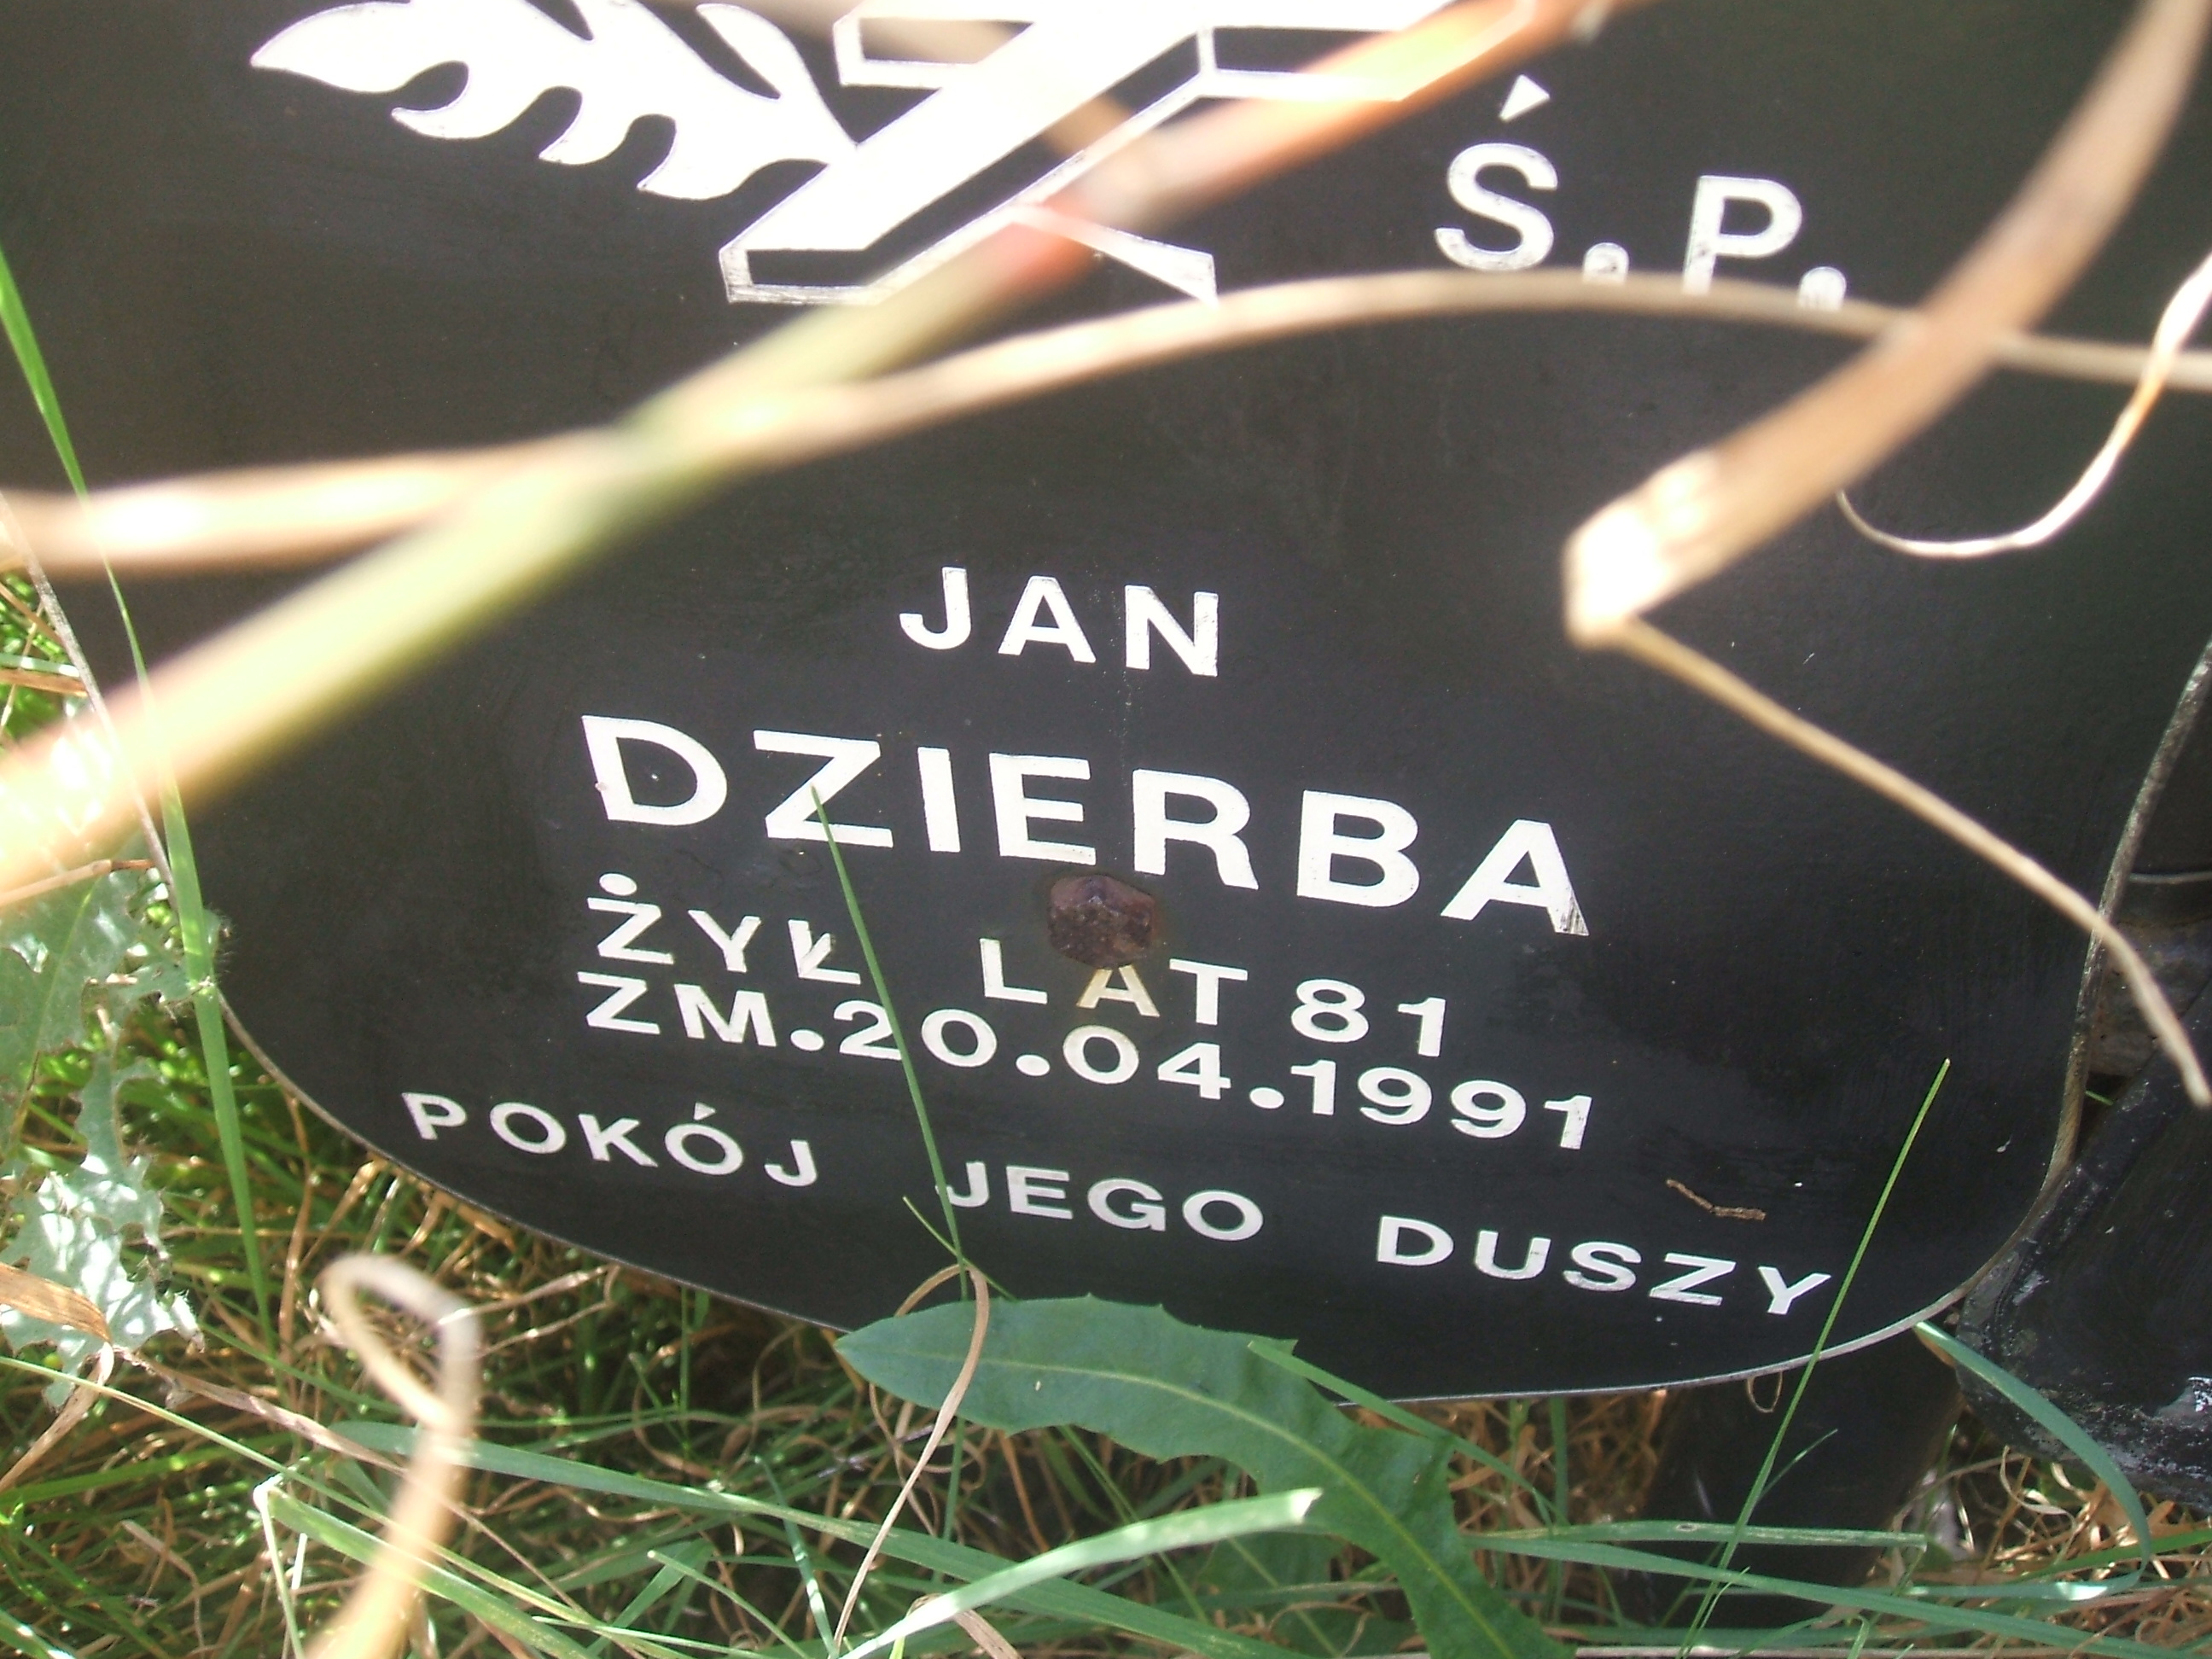 Ś.P.
JAN
DZIERBA
ŻYŁ LAT 81
ZM.20.04.1991
POKÓJ JEGO DUSZY